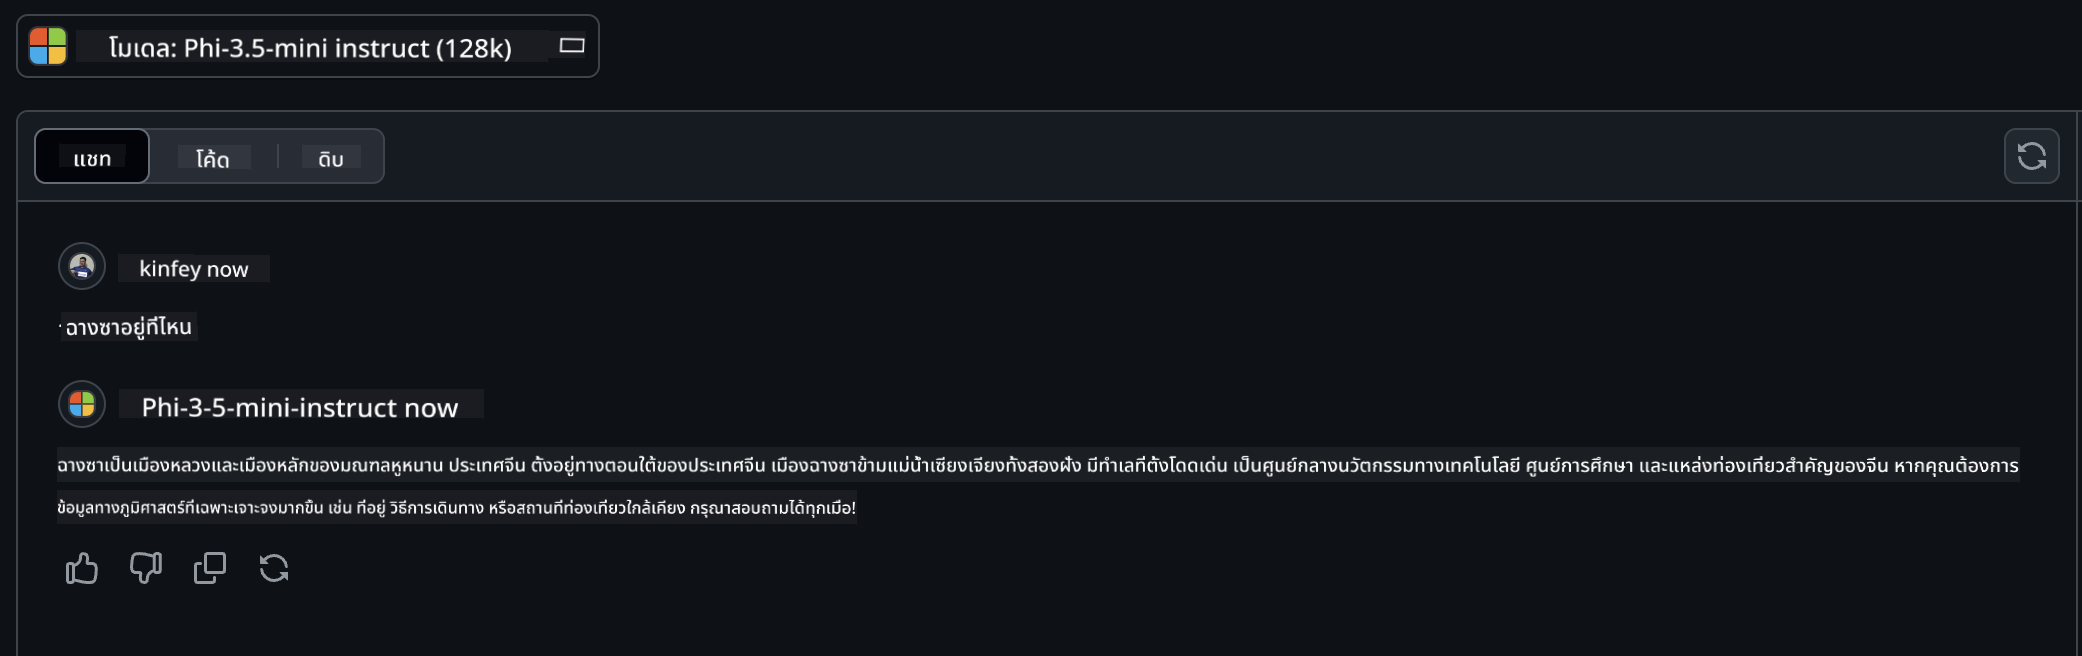 โมเดล: Phi-3.5-mini instruct (128k)
แชท
โค้ด
ดิบ
kinfey now
ฉางซาอยู่ที่ไหน
Phi-3-5-mini-instruct now
ฉางซาเป็นเมืองหลวงและเมืองหลักของมณฑลหูหนาน ประเทศจีน ตั้งอยู่ทางตอนใต้ของประเทศจีน เมืองฉางซาข้ามแม่น้ำเซียงเจียงทั้งสองฝั่ง มีทำเลที่ตั้งโดดเด่น เป็นศูนย์กลางนวัตกรรมทางเทคโนโลยี ศูนย์การศึกษา และแหล่งท่องเที่ยวสำคัญของจีน หากคุณต้องการ
ข้อมูลทางภูมิศาสตร์ที่เฉพาะเจาะจงมากขึ้น เช่น ที่อยู่ วิธีการเดินทาง หรือสถานที่ท่องเที่ยวใกล้เคียง กรุณาสอบถามได้ทุกเมื่อ!